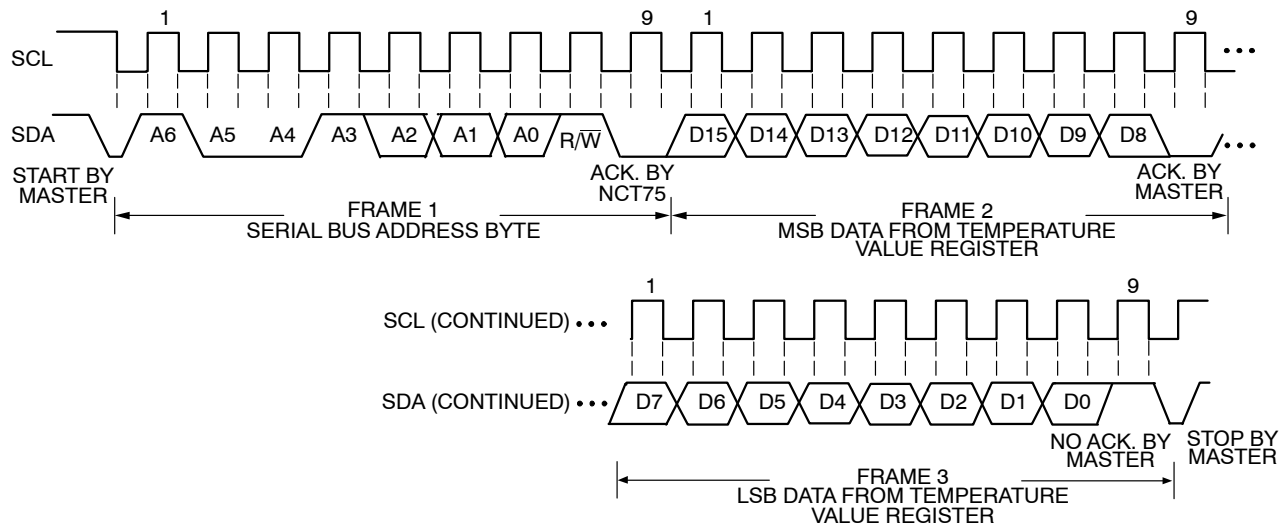 1 9 1 9
SCL
SDA A6 A5 A4 A3 A2 A1 A0 R/W̅ D15 D14 D13 D12 D11 D10 D9 D8
START BY
MASTER
ACK. BY
NCT75
ACK. BY
MASTER
FRAME 1
SERIAL BUS ADDRESS BYTE
FRAME 2
MSB DATA FROM TEMPERATURE
VALUE REGISTER
1 9
SCL (CONTINUED)
SDA (CONTINUED) D7 D6 D5 D4 D3 D2 D1 D0
NO ACK. BY
MASTER
STOP BY
MASTER
FRAME 3
LSB DATA FROM TEMPERATURE
VALUE REGISTER